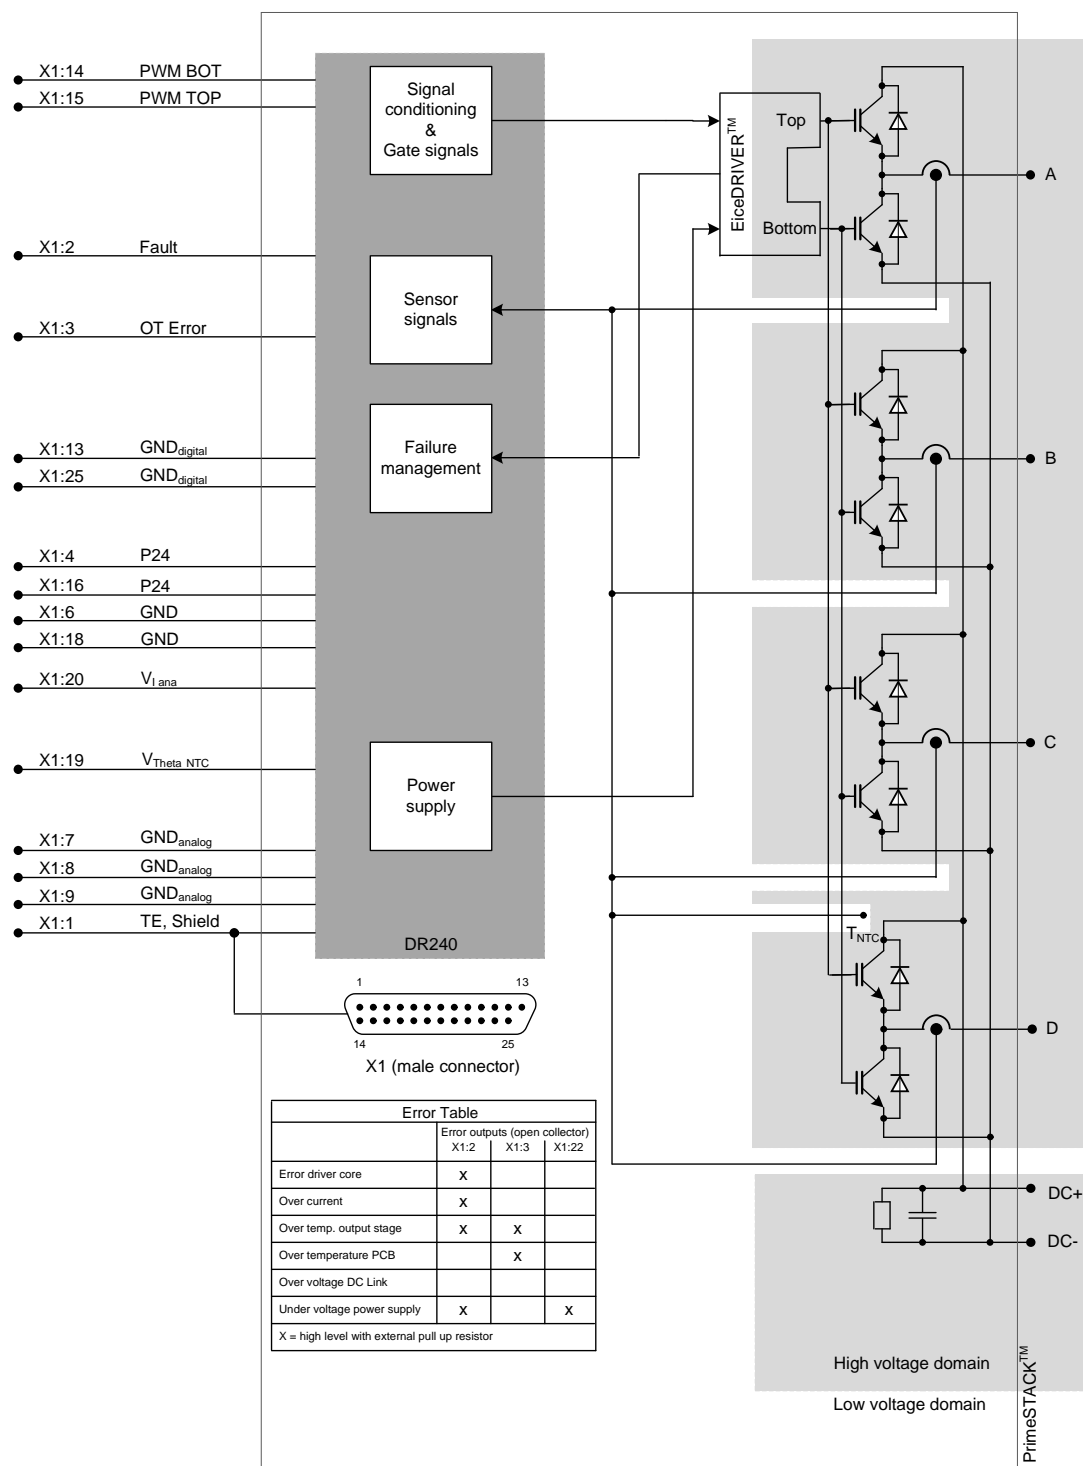 X1:14 PWM BOT
X1:15 PWM TOP
Signal
conditioning
&
Gate signals
EiceDRIVER™
Top
Bottom
A
X1:2 Fault
Sensor
signals
X1:3 OT Error
X1:13 GNDdigital
X1:25 GNDdigital
Failure
management
B
X1:4 P24
X1:16 P24
X1:6 GND
X1:18 GND
X1:20 VI ana
X1:19 VTheta NTC
Power
supply
C
X1:7 GNDanalog
X1:8 GNDanalog
X1:9 GNDanalog
X1:1 TE, Shield
DR240
TNTC
1 13
14 25
X1 (male connector)
D
Error Table
Error outputs (open collector)
X1:2 X1:3 X1:22
Error driver core x
Over current x
Over temp. output stage x x
Over temperature PCB x
Over voltage DC Link
Under voltage power supply x x
X = high level with external pull up resistor
DC+
DC-
High voltage domain
Low voltage domain
PrimeSTACK™